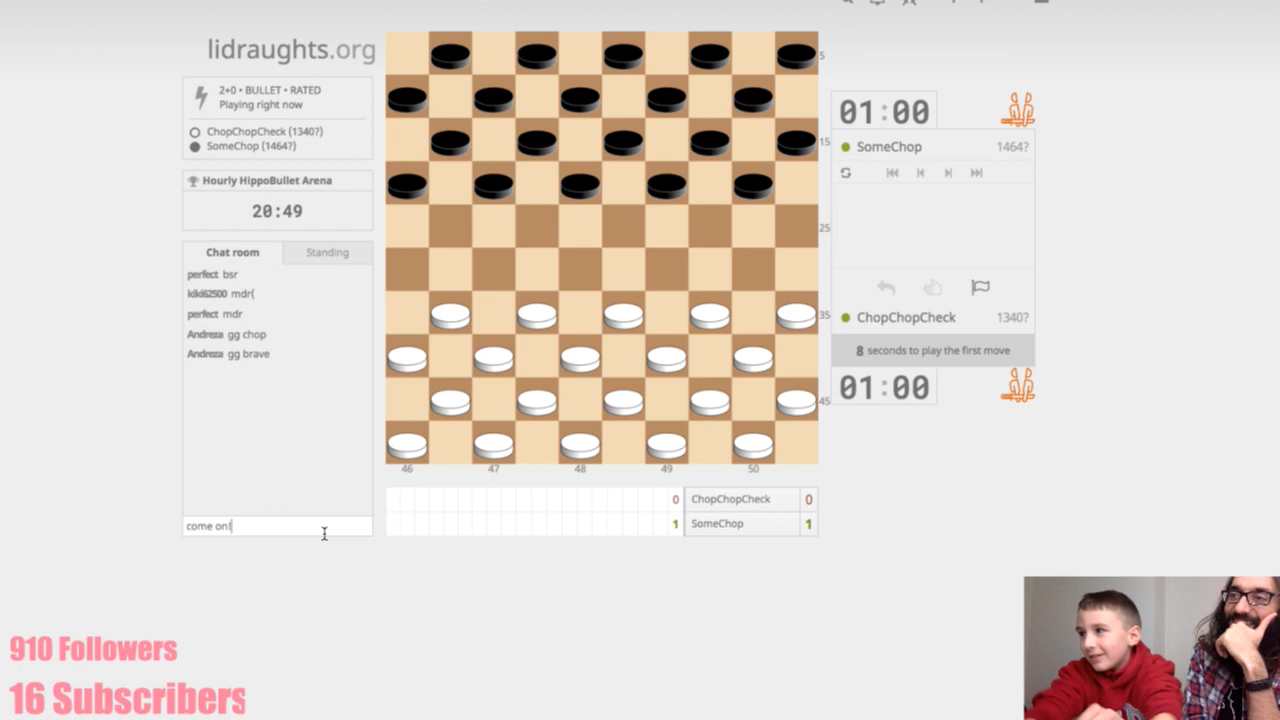 lidraughts.org
2+0 • BULLET • RATED
Playing right now
ChopChopCheck (1340?)
SomeChop (1464?)
Hourly HippoBullet Arena
20:49
Chat room
Standing
perfect bsr
kiki62500 mdr(
perfect mdr
Andreza gg chop
Andreza gg brave
come on!
5
15
25
35
45
46 47 48 49 50
0 ChopChopCheck 0
1 SomeChop 1
01:00
SomeChop 1464?
ChopChopCheck 1340?
8 seconds to play the first move
01:00
910 Followers
16 Subscribers